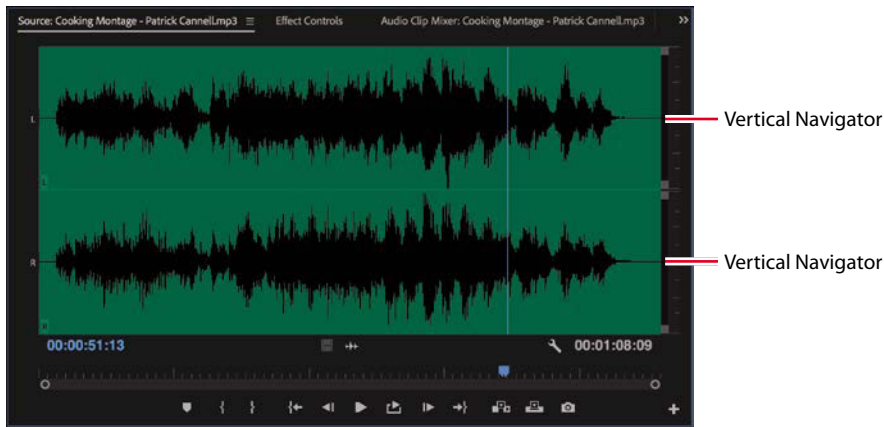 Source: Cooking Montage - Patrick Cannell.mp3 Effect Controls Audio Clip Mixer: Cooking Montage - Patrick Cannell.mp3
L
Vertical Navigator
L
R
Vertical Navigator
R
00:00:51:13 00:01:08:09